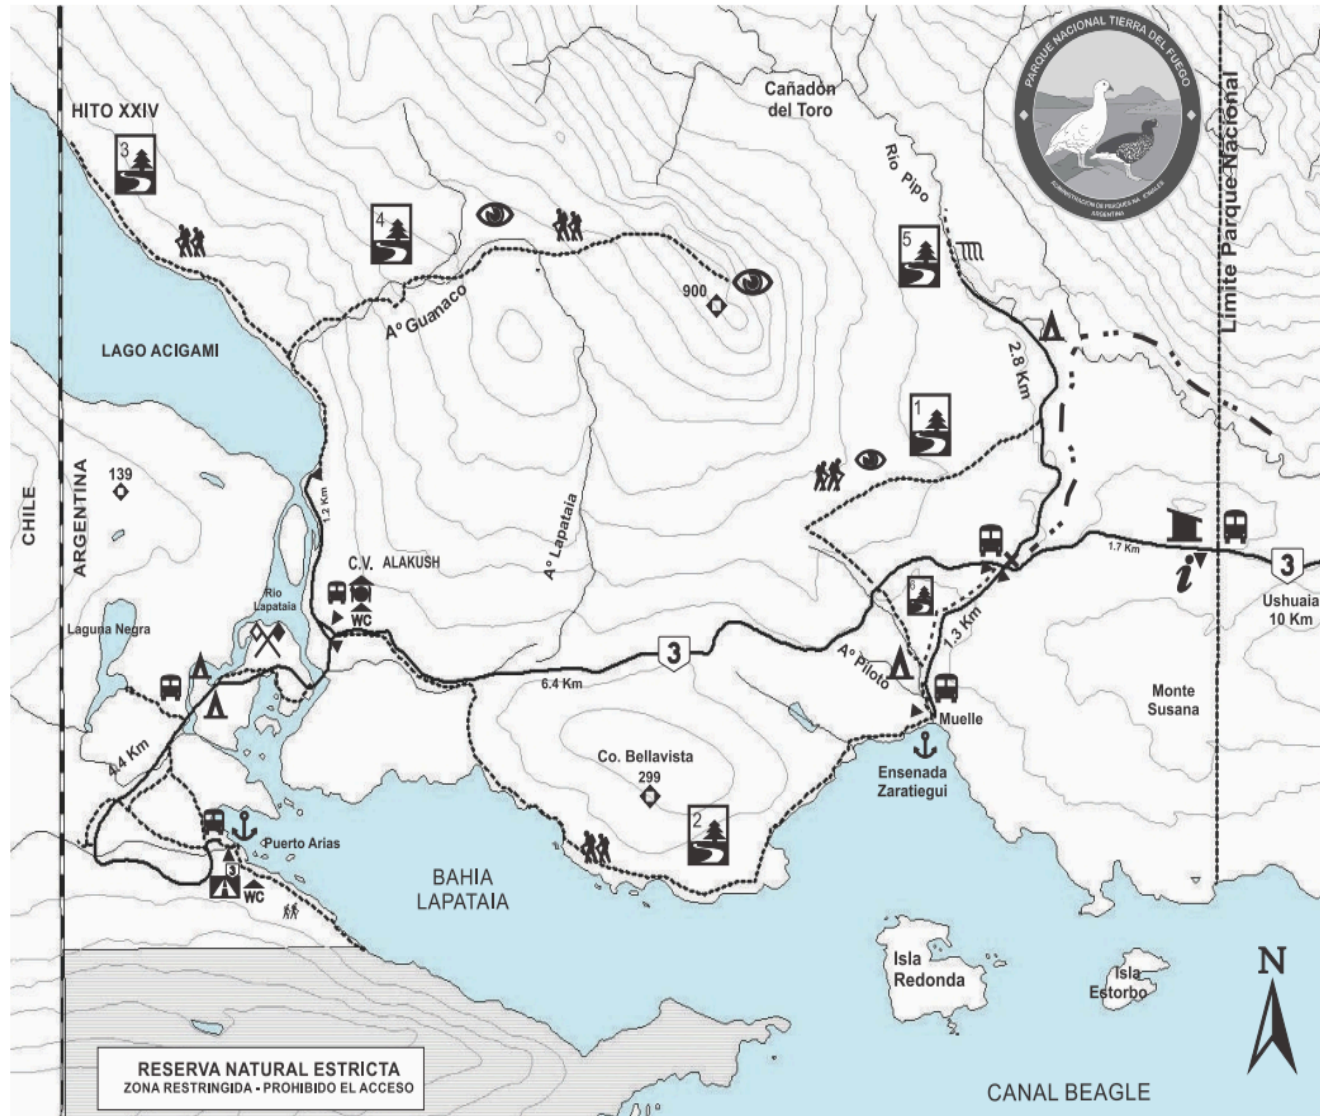 PARQUE NACIONAL TIERRA DEL FUEGO
ARGENTINA
HITO XXIV
3
Cañadón
del Toro
Río Pipo
Límite Parque Nacional
4
5
900
Aº Guanaco
LAGO ACIGAMI
2.8 Km
1
139
CHILE
ARGENTINA
1.2 Km
Aº Lapataia
1.7 Km
3
Ushuaia
10 Km
C.V. ALAKUSH
WC
Río
Lapataia
Laguna Negra
6
1.3 Km
3
6.4 Km
Aº Piloto
Monte
Susana
Muelle
4.4 Km
Co. Bellavista
299
Ensenada
Zaratiegui
2
Puerto Arias
3
WC
BAHIA
LAPATAIA
Isla
Redonda
Isla
Estorbo
N
RESERVA NATURAL ESTRICTA
ZONA RESTRINGIDA - PROHIBIDO EL ACCESO
CANAL BEAGLE